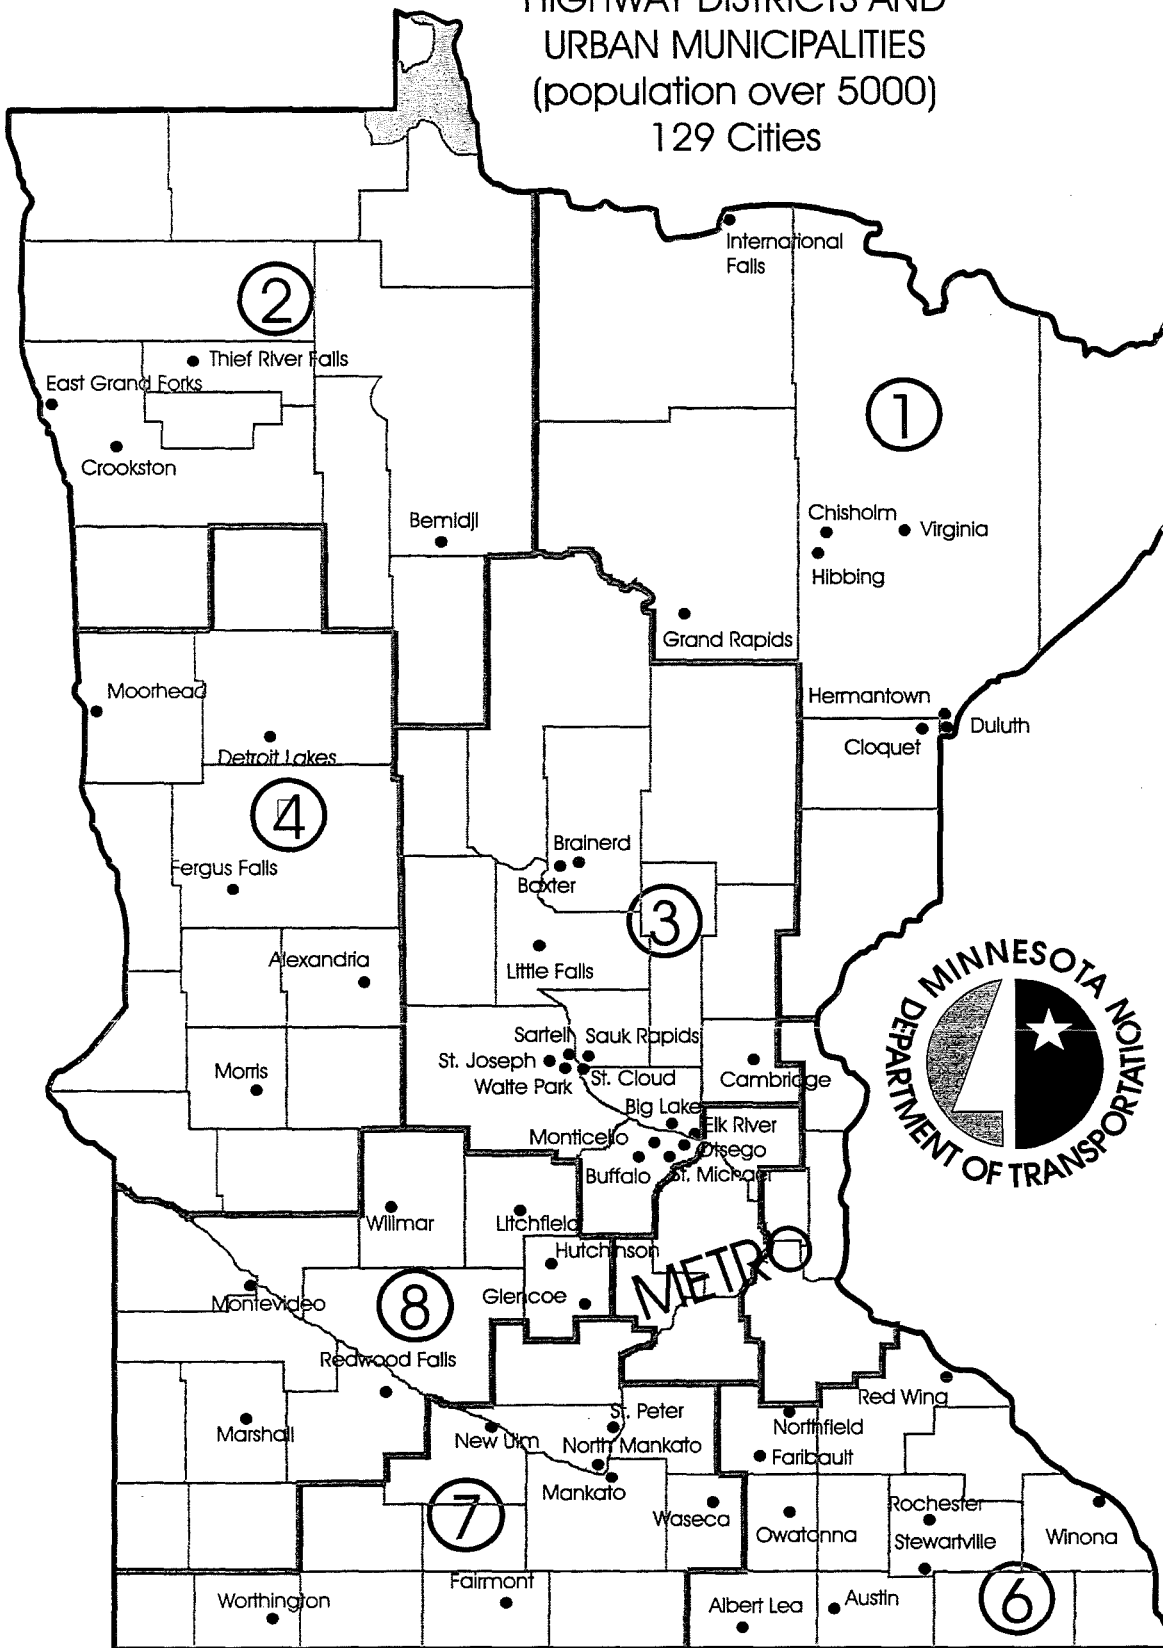 HIGHWAY DISTRICTS AND
URBAN MUNICIPALITIES
(population over 5000)
129 Cities
International
Falls
2
Thief River Falls
East Grand Forks
1
Crookston
Bemidji
Chisholm
Virginia
Hibbing
Grand Rapids
Moorhead
Hermantown
Duluth
Cloquet
Detroit Lakes
4
Brainerd
Fergus Falls
Baxter
3
Alexandria
Little Falls
MINNESOTA
DEPARTMENT OF TRANSPORTATION
Sartell
Sauk Rapids
St. Joseph
Morris
Waite Park
St. Cloud
Cambridge
Big Lake
Elk River
Monticello
Otsego
Buffalo
St. Michael
Willmar
Litchfield
Hutchinson
METRO
Montevideo
8
Glencoe
Redwood Falls
Red Wing
St. Peter
Marshall
New Ulm
North Mankato
Northfield
Faribault
Mankato
7
Waseca
Rochester
Owatonna
Stewartville
Winona
Fairmont
6
Worthington
Albert Lea
Austin